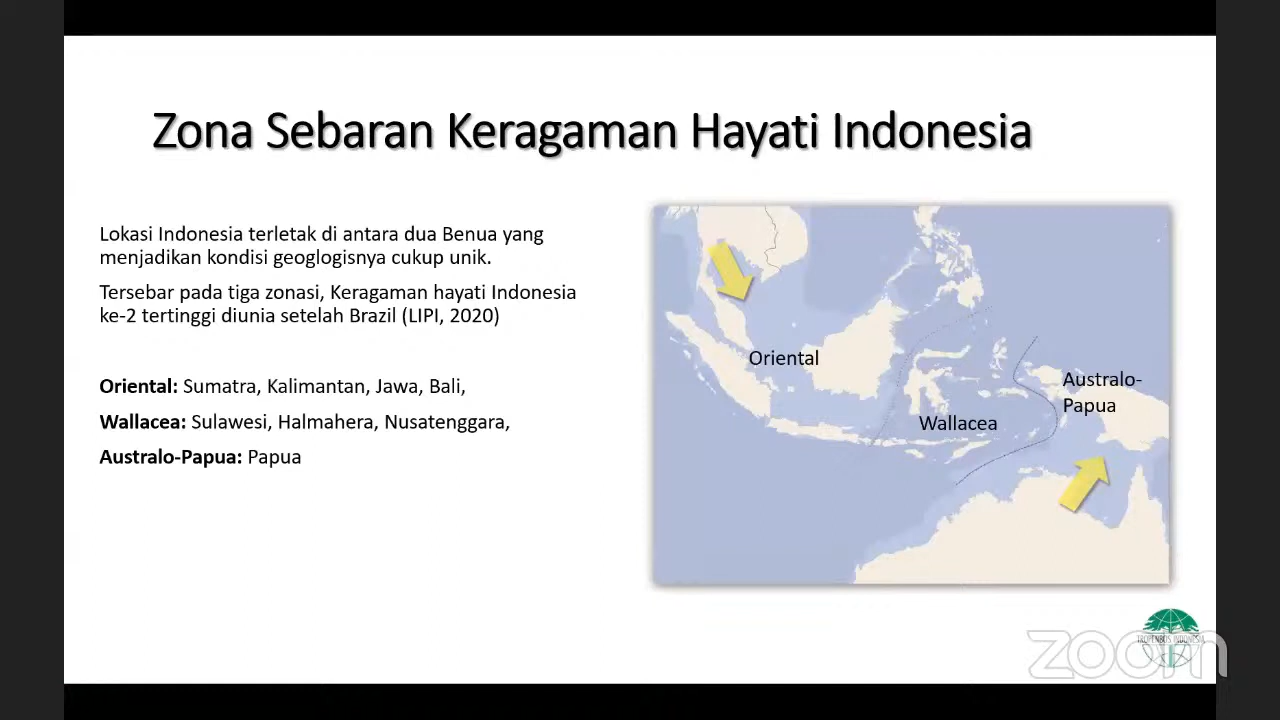 Zona Sebaran Keragaman Hayati Indonesia
Lokasi Indonesia terletak di antara dua Benua yang
menjadikan kondisi geoglogisnya cukup unik.
Tersebar pada tiga zonasi, Keragaman hayati Indonesia
ke-2 tertinggi diunia setelah Brazil (LIPI, 2020)
Oriental: Sumatra, Kalimantan, Jawa, Bali,
Wallacea: Sulawesi, Halmahera, Nusatenggara,
Australo-Papua: Papua
Oriental
Wallacea
Australo-
Papua
TROPENBOS INDONESIA
zoom